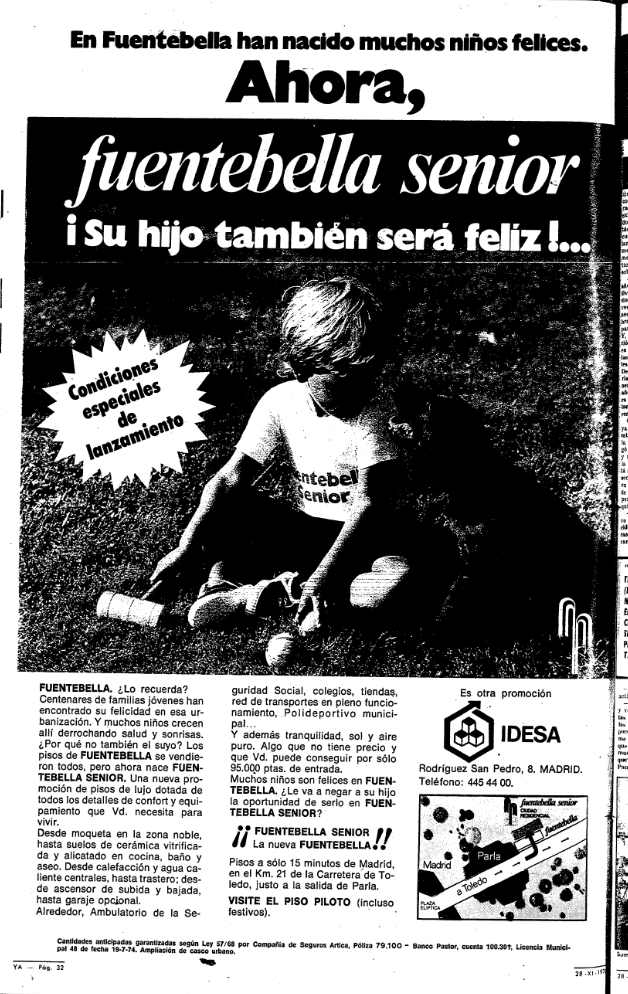 En Fuentebella han nacido muchos niños felices.
Ahora,
fuentebella senior
¡Su hijo también será felíz!...
Condiciones
especiales
de
lanzamiento
entebel
Senior
FUENTEBELLA. ¿Lo recuerda?
Centenares de familias jóvenes han
encontrado su felicidad en esa ur-
banización. Y muchos niños crecen
allí derrochando salud y sonrisas.
¿Por qué no también el suyo? Los
pisos de FUENTEBELLA se vendie-
ron todos, pero ahora nace FUEN-
TEBELLA SENIOR. Una nueva pro-
moción de pisos de lujo dotada de
todos los detalles de confort y equi-
pamiento que Vd. necesita para
vivir.
Desde moqueta en la zona noble,
hasta suelos de cerámica vitrifica-
da y alicatado en cocina, baño y
aseo. Desde calefacción y agua ca-
liente centrales, hasta trastero; des-
de ascensor de subida y bajada,
hasta garaje opcional.
Alrededor, Ambulatorio de la Se-
guridad Social, colegios, tiendas,
red de transportes en pleno funcio-
namiento, Polideportivo munici-
pal...
Y además tranquilidad, sol y aire
puro. Algo que no tiene precio y
que Vd. puede conseguir por sólo
95.000 ptas. de entrada.
Muchos niños son felices en FUEN-
TEBELLA. ¿Le va a negar a su hijo
la oportunidad de serlo en FUEN-
TEBELLA SENIOR?
¡¡ FUENTEBELLA SENIOR
La nueva FUENTEBELLA!!
Pisos a sólo 15 minutos de Madrid,
en el Km. 21 de la Carretera de To-
ledo, justo a la salida de Parla.
VISITE EL PISO PILOTO (incluso
festivos).
Es otra promoción
IDESA
Rodríguez San Pedro, 8. MADRID.
Teléfono: 445 44 00.
fuentebella senior
CIUDAD
RESIDENCIAL
fuentebella
Madrid
Parla
a Toledo
PLAZA
ELIPTICA
Cantidades anticipadas garantizadas según Ley 57/68 por Compañía de Seguros Artica, Póliza 79.100 - Banco Pastor, cuenta 100.301, Licencia Munici-
pal 48 de fecha 19-7-74. Ampliación de casco urbano.
YA — Pág. 32
28-XI-197